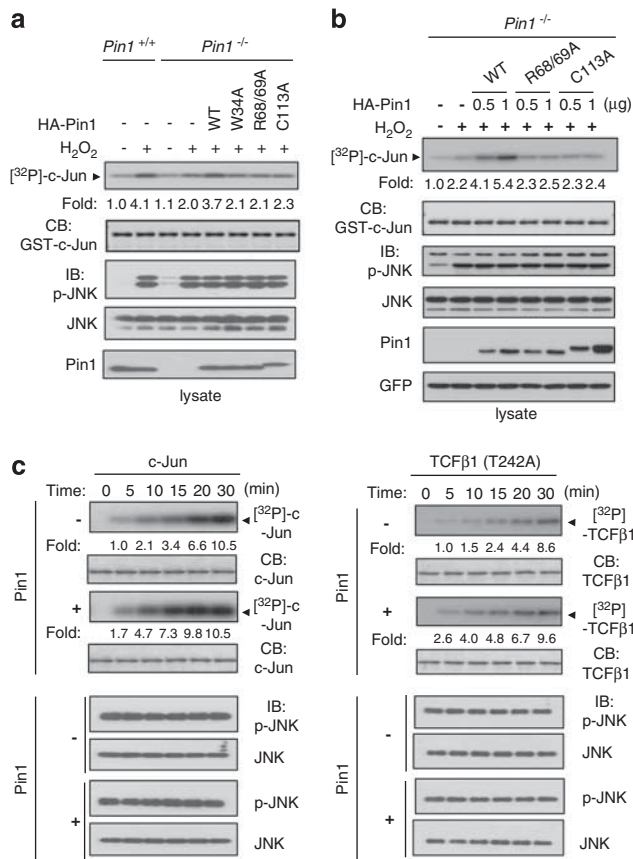 a
Pin1 +/+ Pin1 -/-
HA-Pin1 - - - - WT W34A R68/69A C113A
H2O2 - + - + + + + +
[32P]-c-Jun
Fold: 1.0 4.1 1.1 2.0 3.7 2.1 2.1 2.3
CB:
GST-c-Jun
IB:
p-JNK
JNK
Pin1
lysate
b
Pin1 -/-
WT R68/69A C113A
HA-Pin1 - - 0.5 1 0.5 1 0.5 1 (μg)
H2O2 - + + + + + + +
[32P]-c-Jun
Fold: 1.0 2.2 4.1 5.4 2.3 2.5 2.3 2.4
CB:
GST-c-Jun
IB:
p-JNK
JNK
Pin1
GFP
lysate
c
c-Jun
Time: 0 5 10 15 20 30 (min)
Pin1
-
[32P]-c
-Jun
Fold: 1.0 2.1 3.4 6.6 10.5
CB:
c-Jun
+
[32P]-c
-Jun
Fold: 1.7 4.7 7.3 9.8 10.5
CB:
c-Jun
Pin1
-
IB:
p-JNK
JNK
+
p-JNK
JNK
TCFβ1 (T242A)
Time: 0 5 10 15 20 30 (min)
Pin1
-
[32P]
-TCFβ1
Fold: 1.0 1.5 2.4 4.4 8.6
CB:
TCFβ1
+
[32P]
-TCFβ1
Fold: 2.6 4.0 4.8 6.7 9.6
CB:
TCFβ1
Pin1
-
IB:
p-JNK
JNK
+
p-JNK
JNK